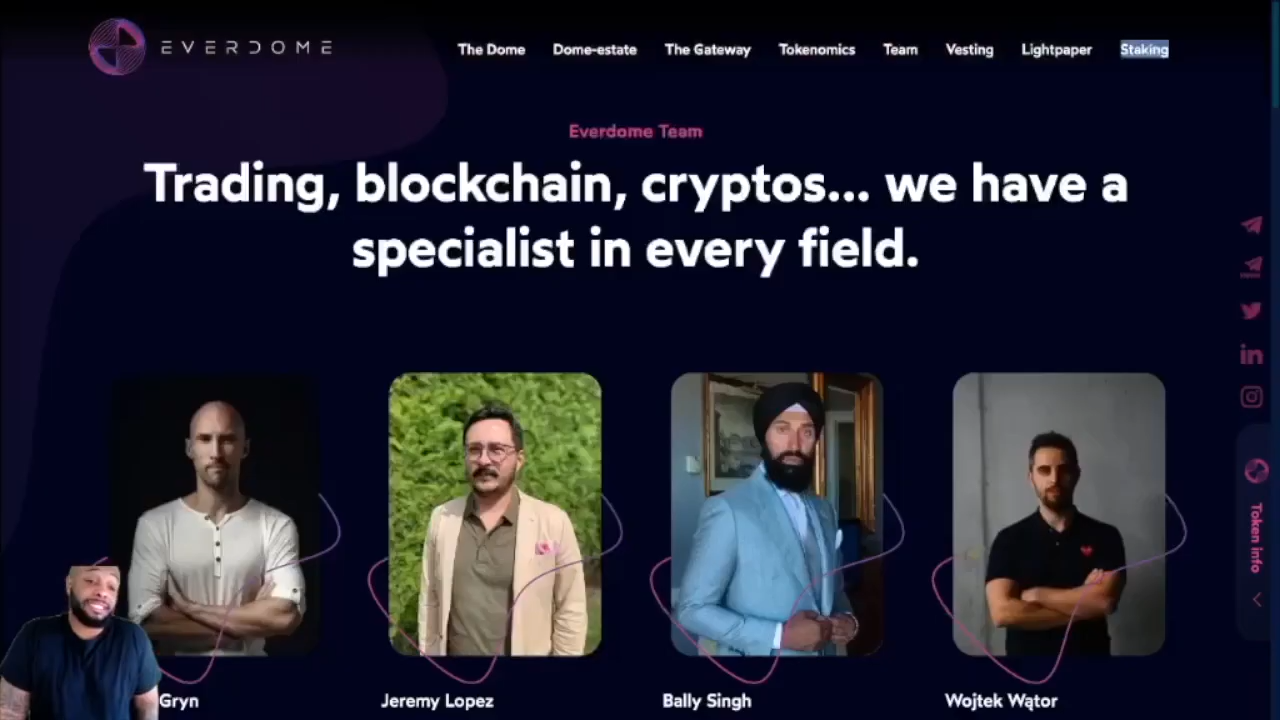 EVERDOME
The Dome Dome-estate The Gateway Tokenomics Team Vesting Lightpaper Staking
Everdome Team
Trading, blockchain, cryptos... we have a
specialist in every field.
Token info
Gryn Jeremy Lopez Bally Singh Wojtek Wątor